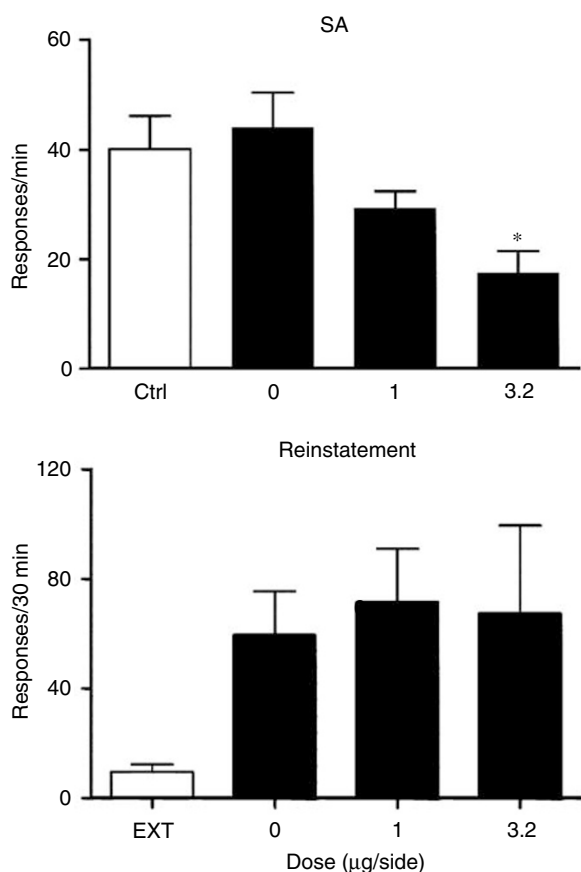 SA
Responses/min
60
40
20
0
Ctrl 0 1 3.2
*
Reinstatement
Responses/30 min
120
80
40
0
EXT 0 1 3.2
Dose (μg/side)